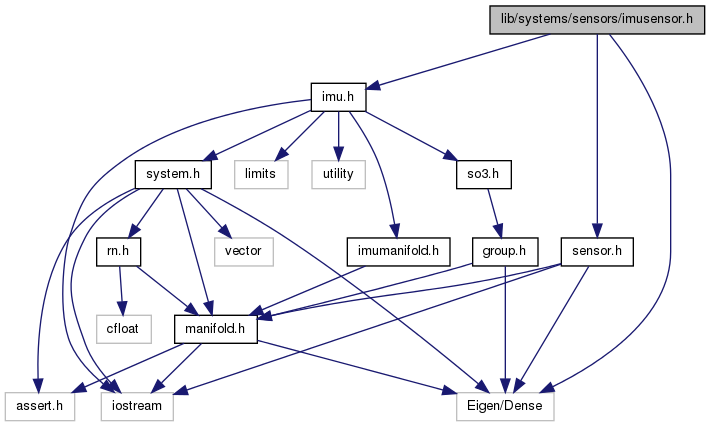 lib/systems/sensors/imusensor.h
imu.h
system.h
limits
utility
so3.h
rn.h
vector
imumanifold.h
group.h
sensor.h
cfloat
manifold.h
assert.h
iostream
Eigen/Dense